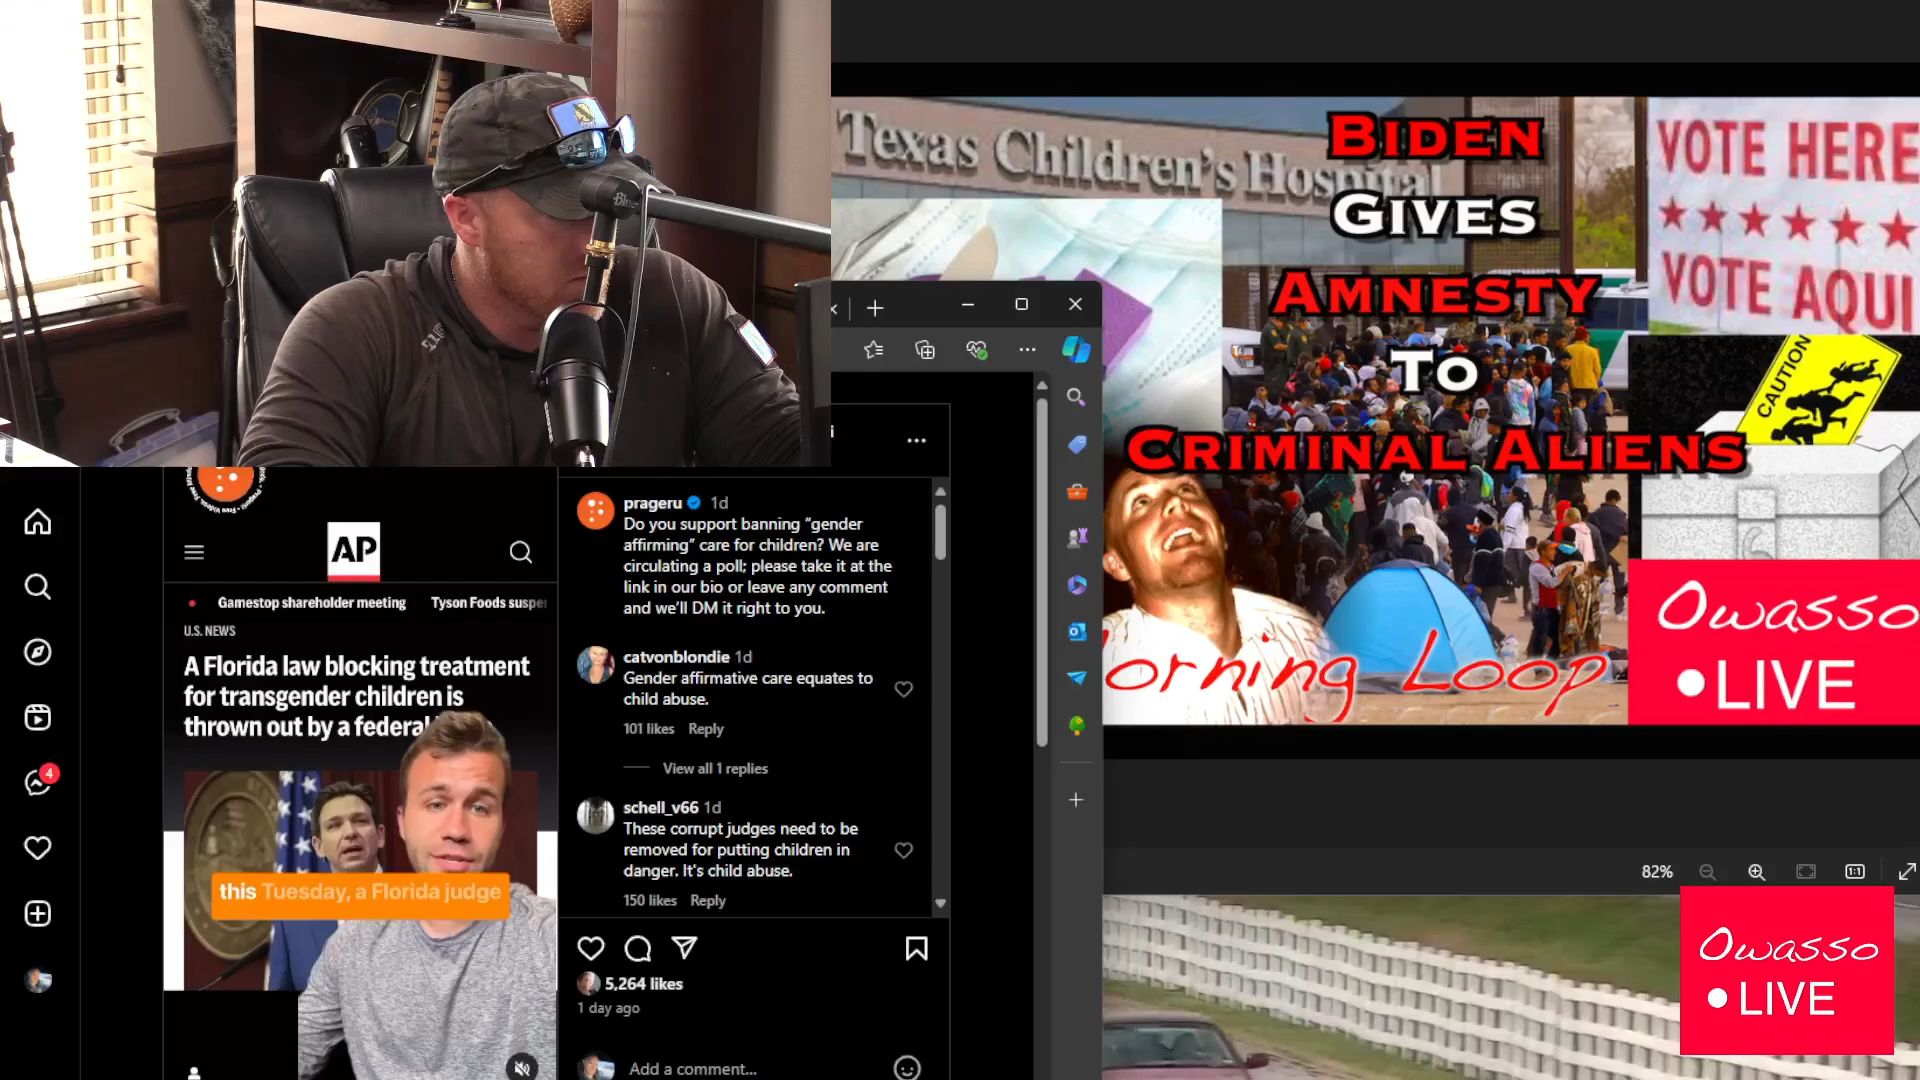 Texas Children's Hospital
BIDEN
GIVES
AMNESTY
TO
CRIMINAL ALIENS
VOTE HERE
VOTE AQUI
CAUTION
Owasso
LIVE
orning Loop
Blue
prageru 1d
Do you support banning "gender
affirming" care for children? We are
circulating a poll; please take it at the
link in our bio or leave any comment
and we'll DM it right to you.
catvonblondie 1d
Gender affirmative care equates to
child abuse.
101 likes Reply
View all 1 replies
schell_v66 1d
These corrupt judges need to be
removed for putting children in
danger. It's child abuse.
150 likes Reply
5,264 likes
1 day ago
Add a comment...
4
AP
Gamestop shareholder meeting Tyson Foods suspe
U.S. NEWS
A Florida law blocking treatment
for transgender children is
thrown out by a federal
this Tuesday, a Florida judge
82%
1:1
Owasso
LIVE